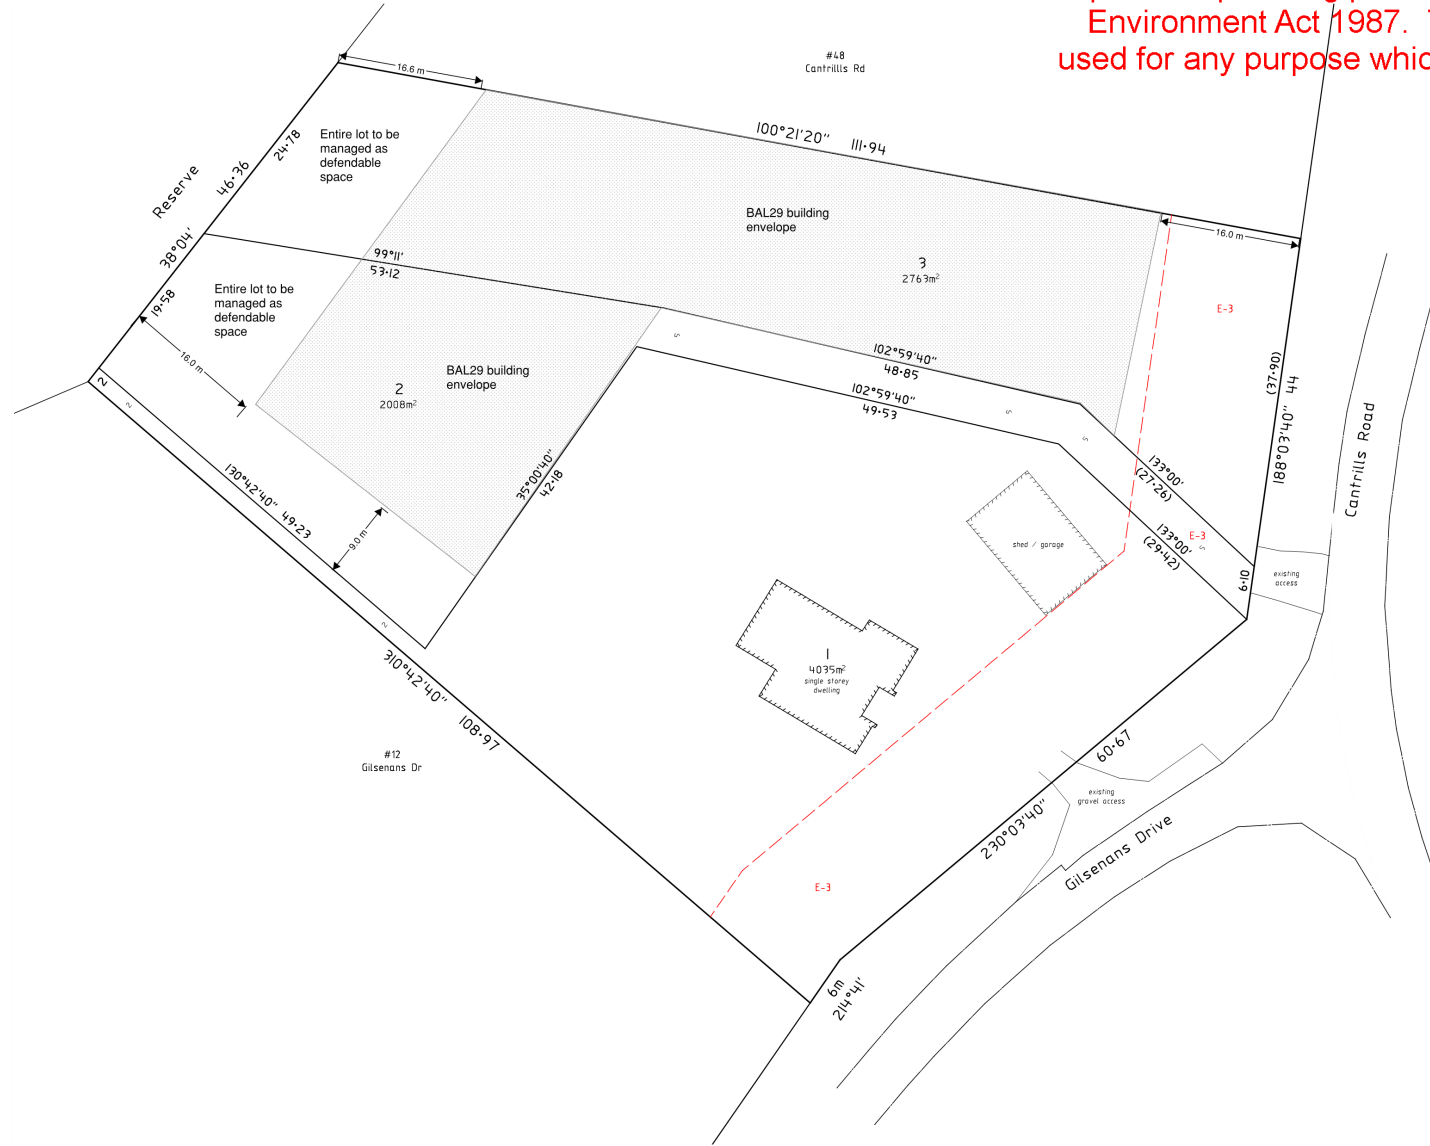 Environment Act 1987.
used for any purpose whic
#48
Cantrills Rd
16.6 m
100°21'20" 111·94
Entire lot to be
managed as
defendable
space
24·78
46·36
Reserve
38°04'
19·58
BAL29 building
envelope
3
2763m²
16.0 m
E-3
99°11'
53·12
Entire lot to be
managed as
defendable
space
16.0 m
BAL29 building
envelope
2
2008m²
5
102°59'40"
48·85
102°59'40"
49·53
5
5
(37·90)
188°03'40" 44
Cantrills Road
2
2
130°42'40" 49·23
35°00'40"
42·18
9.0 m
2
133°00'
(27·26)
133°00'
(29·42)
E-3
5
6·10
existing
access
shed / garage
1
4035m²
single storey
dwelling
310°42'40" 108·97
#12
Gilsenans Dr
60·67
230°03'40"
existing
gravel access
Gilsenans Drive
E-3
6m
214°41'